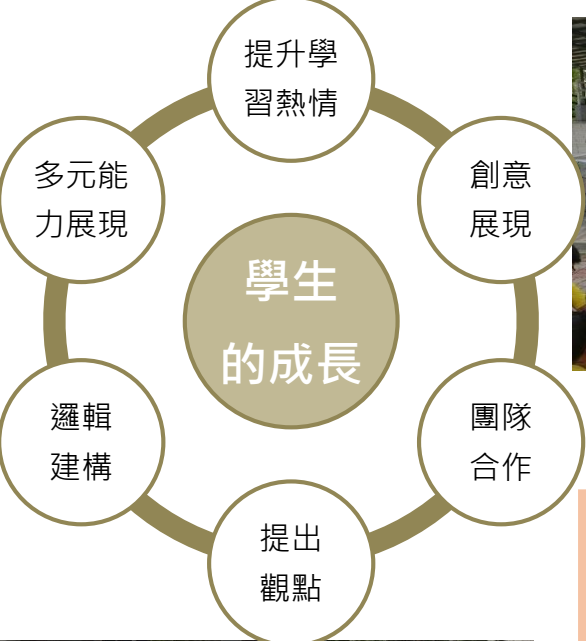 提升學
習熱情
創意
展現
團隊
合作
提出
觀點
邏輯
建構
多元能
力展現
學生
的成長